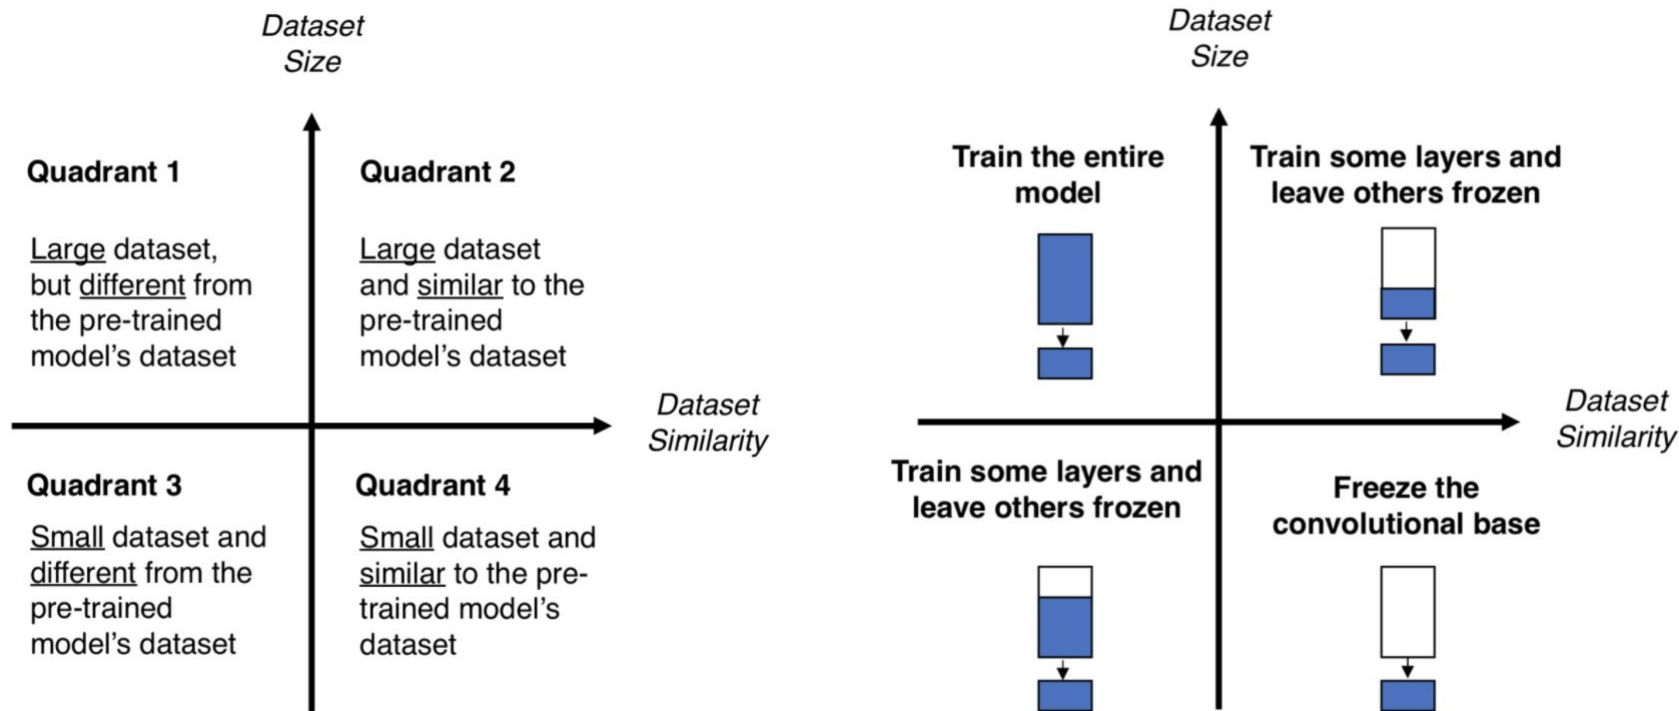 Dataset
Size
Quadrant 1
Large dataset,
but different from
the pre-trained
model’s dataset
Quadrant 2
Large dataset
and similar to the
pre-trained
model’s dataset
Dataset
Similarity
Quadrant 3
Small dataset and
different from the
pre-trained
model’s dataset
Quadrant 4
Small dataset and
similar to the pre-
trained model’s
dataset
Dataset
Size
Train the entire
model
Train some layers and
leave others frozen
Dataset
Similarity
Train some layers and
leave others frozen
Freeze the
convolutional base